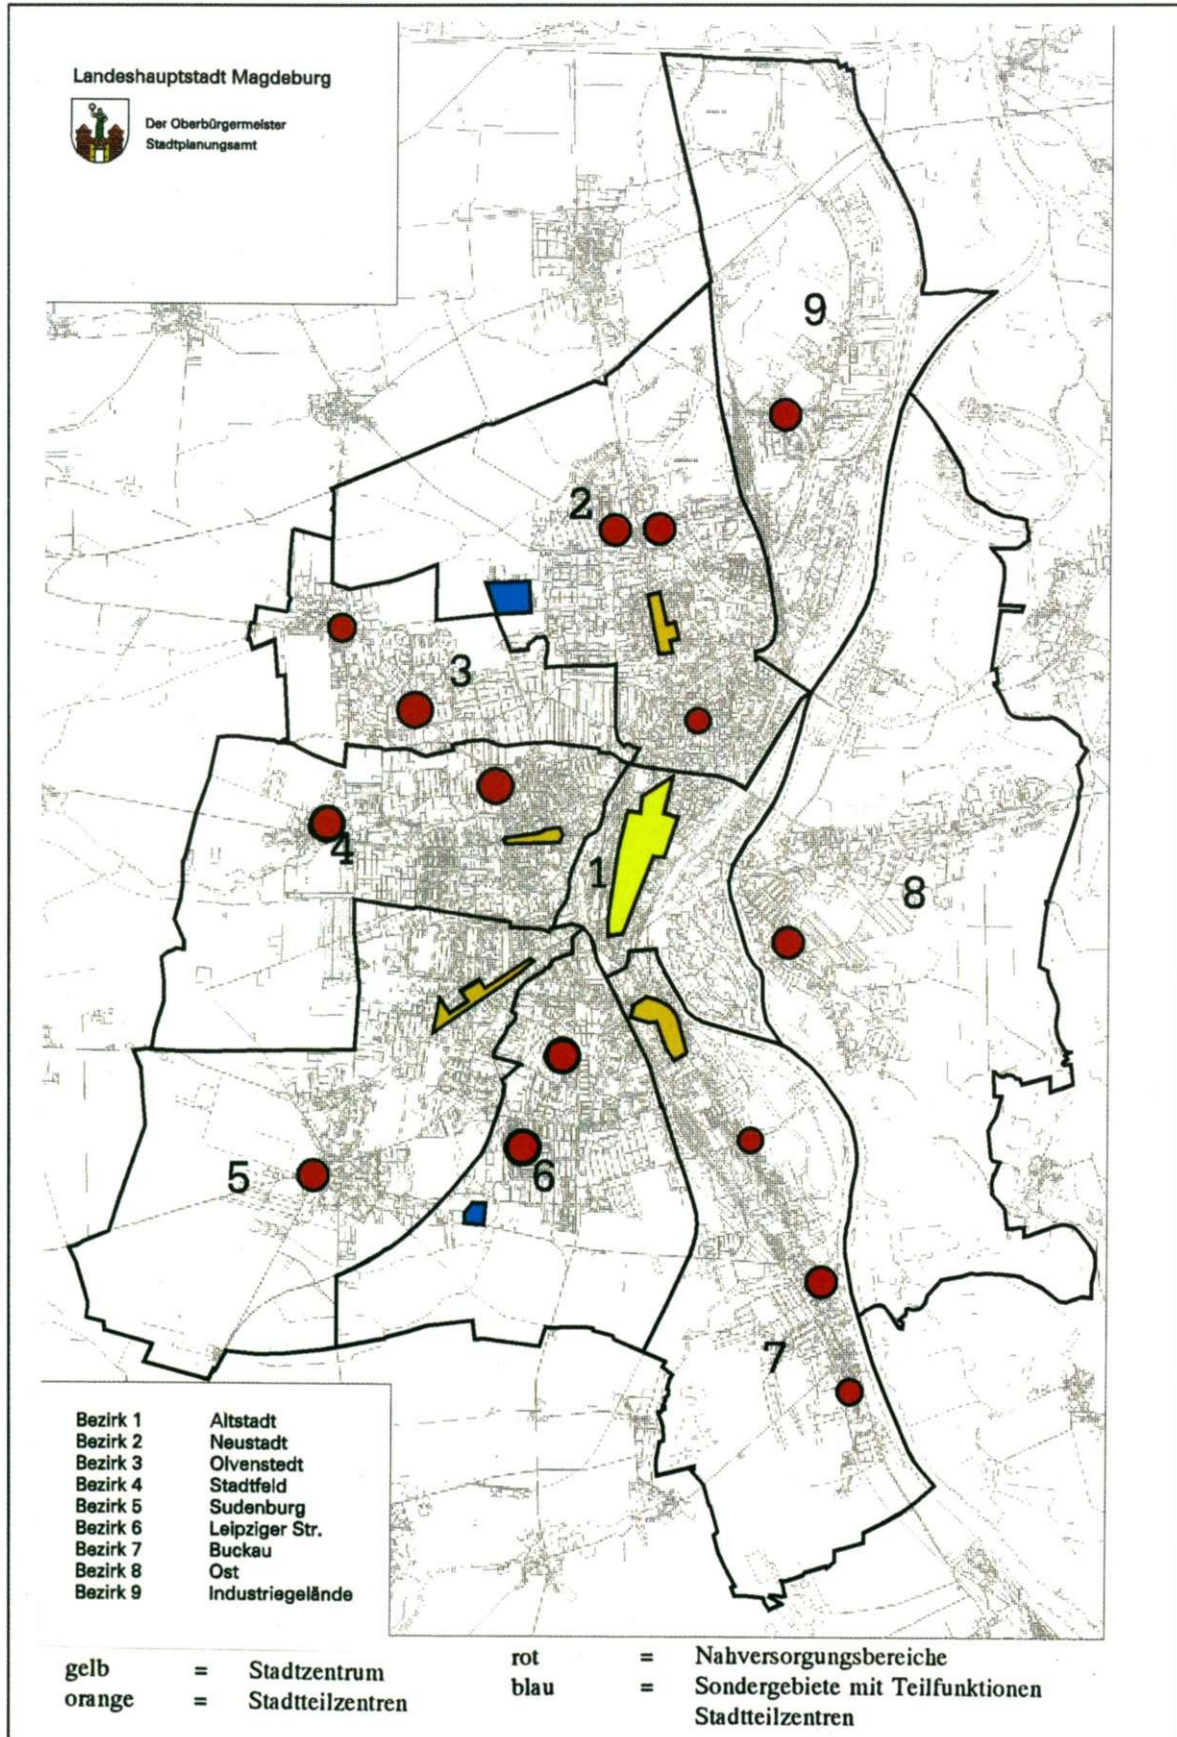 Landeshauptstadt Magdeburg
Der Oberbürgermeister
Stadtplanungsamt
9
2
3
4
1
8
5
6
7
Bezirk 1 Altstadt
Bezirk 2 Neustadt
Bezirk 3 Olvenstedt
Bezirk 4 Stadtfeld
Bezirk 5 Sudenburg
Bezirk 6 Leipziger Str.
Bezirk 7 Buckau
Bezirk 8 Ost
Bezirk 9 Industriegelände
gelb = Stadtzentrum
orange = Stadtteilzentren
rot = Nahversorgungsbereiche
blau = Sondergebiete mit Teilfunktionen
Stadtteilzentren